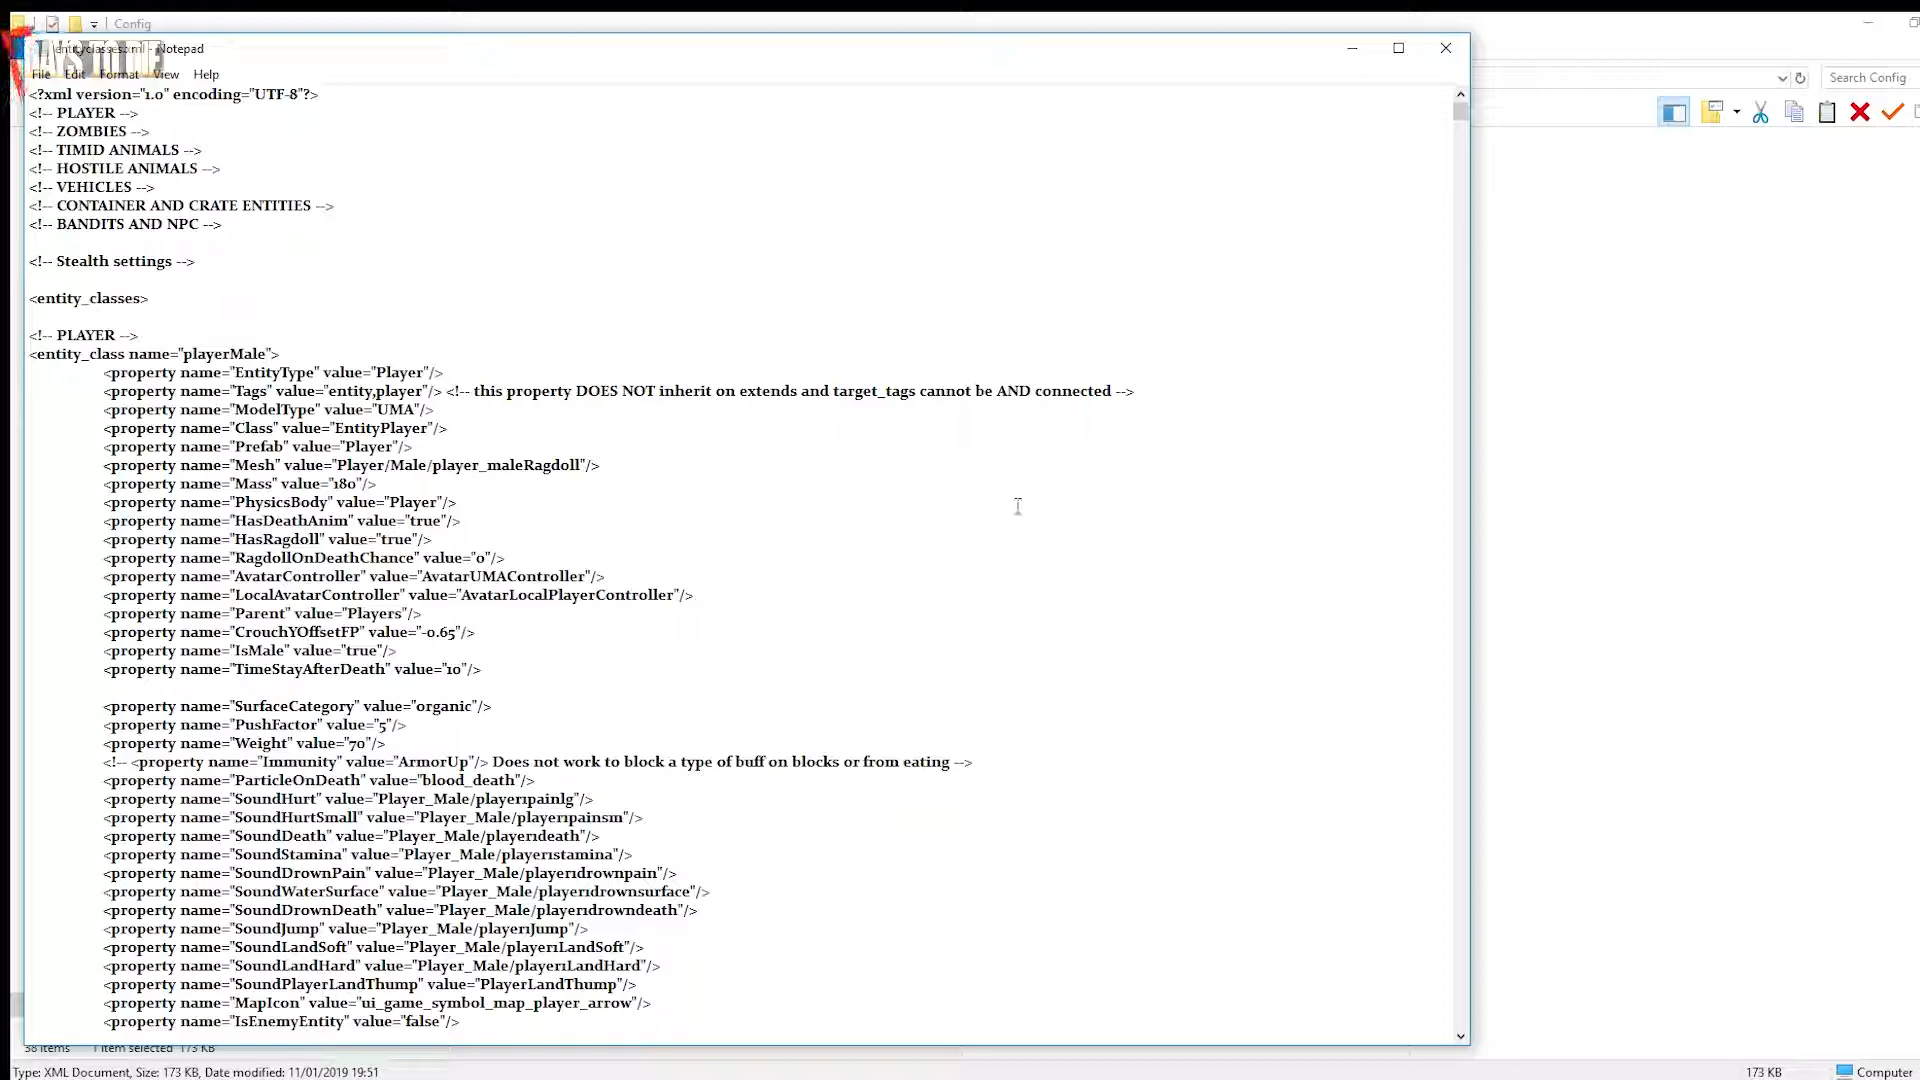 Config
entityclasses.xml - Notepad
DAYS TO DIE
File Edit Format View Help
Search Config
<?xml version="1.0" encoding="UTF-8"?>
<!-- PLAYER -->
<!-- ZOMBIES -->
<!-- TIMID ANIMALS -->
<!-- HOSTILE ANIMALS -->
<!-- VEHICLES -->
<!-- CONTAINER AND CRATE ENTITIES -->
<!-- BANDITS AND NPC -->
<!-- Stealth settings -->
<entity_classes>
<!-- PLAYER -->
<entity_class name="playerMale">
<property name="EntityType" value="Player"/>
<property name="Tags" value="entity,player"/> <!-- this property DOES NOT inherit on extends and target_tags cannot be AND connected -->
<property name="ModelType" value="UMA"/>
<property name="Class" value="EntityPlayer"/>
<property name="Prefab" value="Player"/>
<property name="Mesh" value="Player/Male/player_maleRagdoll"/>
<property name="Mass" value="180"/>
<property name="PhysicsBody" value="Player"/>
<property name="HasDeathAnim" value="true"/>
<property name="HasRagdoll" value="true"/>
<property name="RagdollOnDeathChance" value="0"/>
<property name="AvatarController" value="AvatarUMAController"/>
<property name="LocalAvatarController" value="AvatarLocalPlayerController"/>
<property name="Parent" value="Players"/>
<property name="CrouchYOffsetFP" value="-0.65"/>
<property name="IsMale" value="true"/>
<property name="TimeStayAfterDeath" value="10"/>
<property name="SurfaceCategory" value="organic"/>
<property name="PushFactor" value="5"/>
<property name="Weight" value="70"/>
<!-- <property name="Immunity" value="ArmorUp"/> Does not work to block a type of buff on blocks or from eating -->
<property name="ParticleOnDeath" value="blood_death"/>
<property name="SoundHurt" value="Player_Male/player1painlg"/>
<property name="SoundHurtSmall" value="Player_Male/player1painsm"/>
<property name="SoundDeath" value="Player_Male/player1death"/>
<property name="SoundStamina" value="Player_Male/player1stamina"/>
<property name="SoundDrownPain" value="Player_Male/player1drownpain"/>
<property name="SoundWaterSurface" value="Player_Male/player1drownsurface"/>
<property name="SoundDrownDeath" value="Player_Male/player1drowndeath"/>
<property name="SoundJump" value="Player_Male/player1Jump"/>
<property name="SoundLandSoft" value="Player_Male/player1LandSoft"/>
<property name="SoundLandHard" value="Player_Male/player1LandHard"/>
<property name="SoundPlayerLandThump" value="PlayerLandThump"/>
<property name="MapIcon" value="ui_game_symbol_map_player_arrow"/>
<property name="IsEnemyEntity" value="false"/>
38 items 1 item selected 173 KB
Type: XML Document, Size: 173 KB, Date modified: 11/01/2019 19:51 173 KB Computer